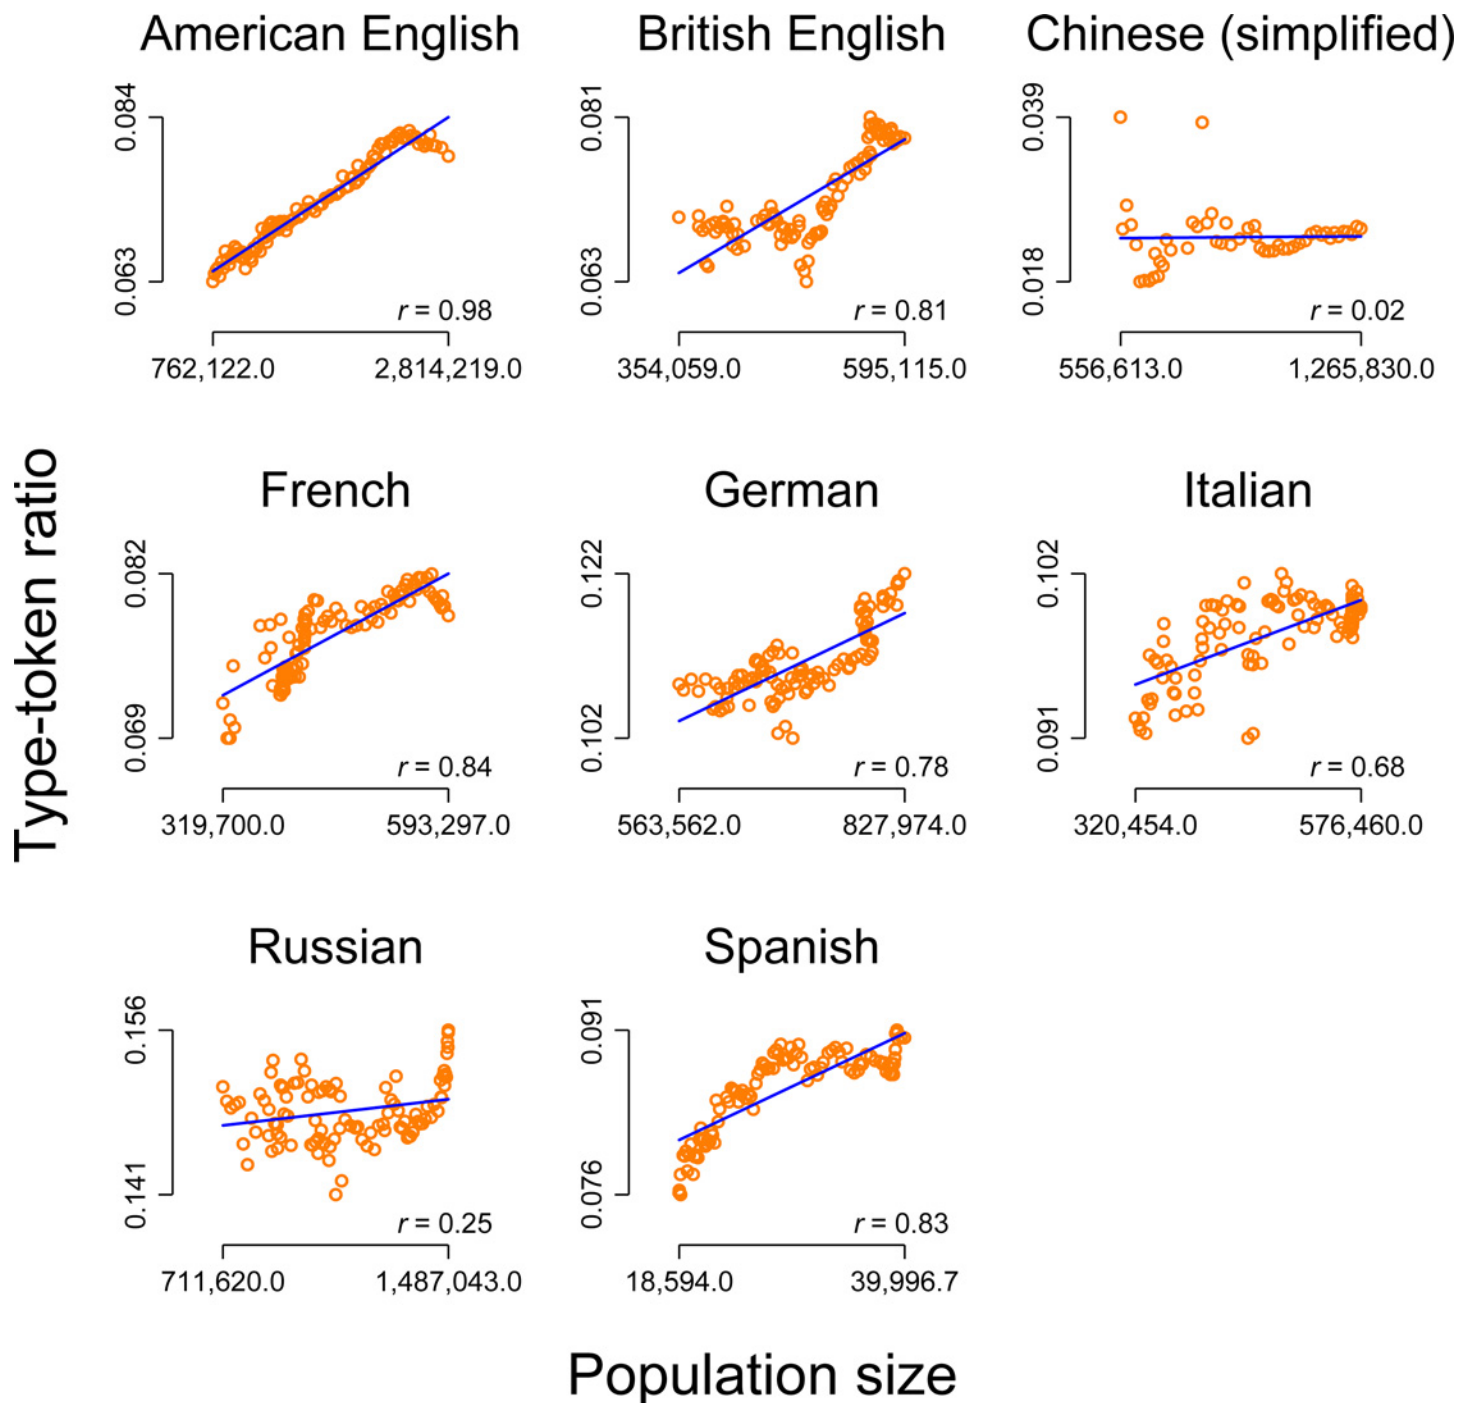 American English
0.084
0.063
r = 0.98
762,122.0
2,814,219.0
British English
0.081
0.063
r = 0.81
354,059.0
595,115.0
Chinese (simplified)
0.039
0.018
r = 0.02
556,613.0
1,265,830.0
Type-token ratio
French
0.082
0.069
r = 0.84
319,700.0
593,297.0
German
0.122
0.102
r = 0.78
563,562.0
827,974.0
Italian
0.102
0.091
r = 0.68
320,454.0
576,460.0
Russian
0.156
0.141
r = 0.25
711,620.0
1,487,043.0
Spanish
0.091
0.076
r = 0.83
18,594.0
39,996.7
Population size